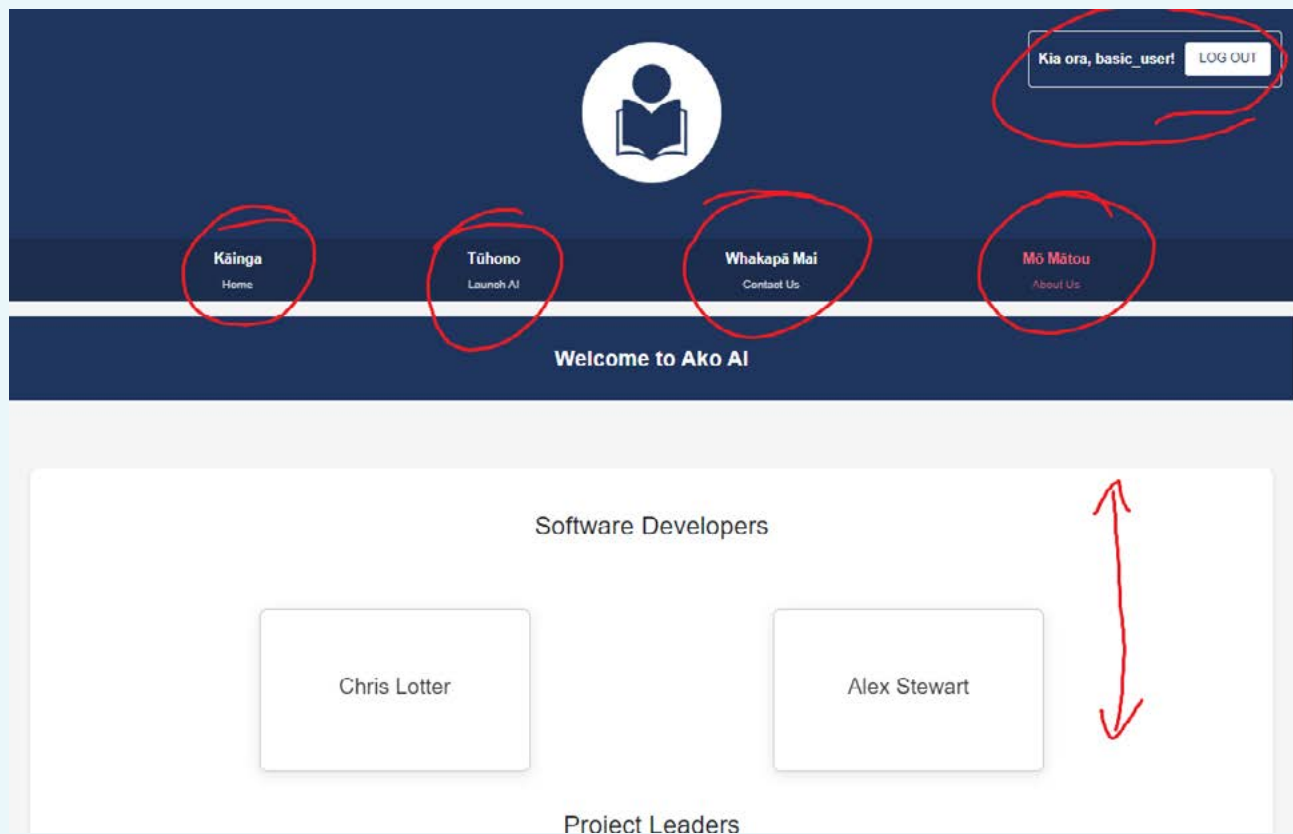 Kia ora, basic_user! LOG OUT
Kāinga Tūhono Whakapā Mai Mō Mātou
Home Launch AI Contact Us About Us
Welcome to Ako AI
Software Developers
Chris Lotter Alex Stewart
Project Leaders